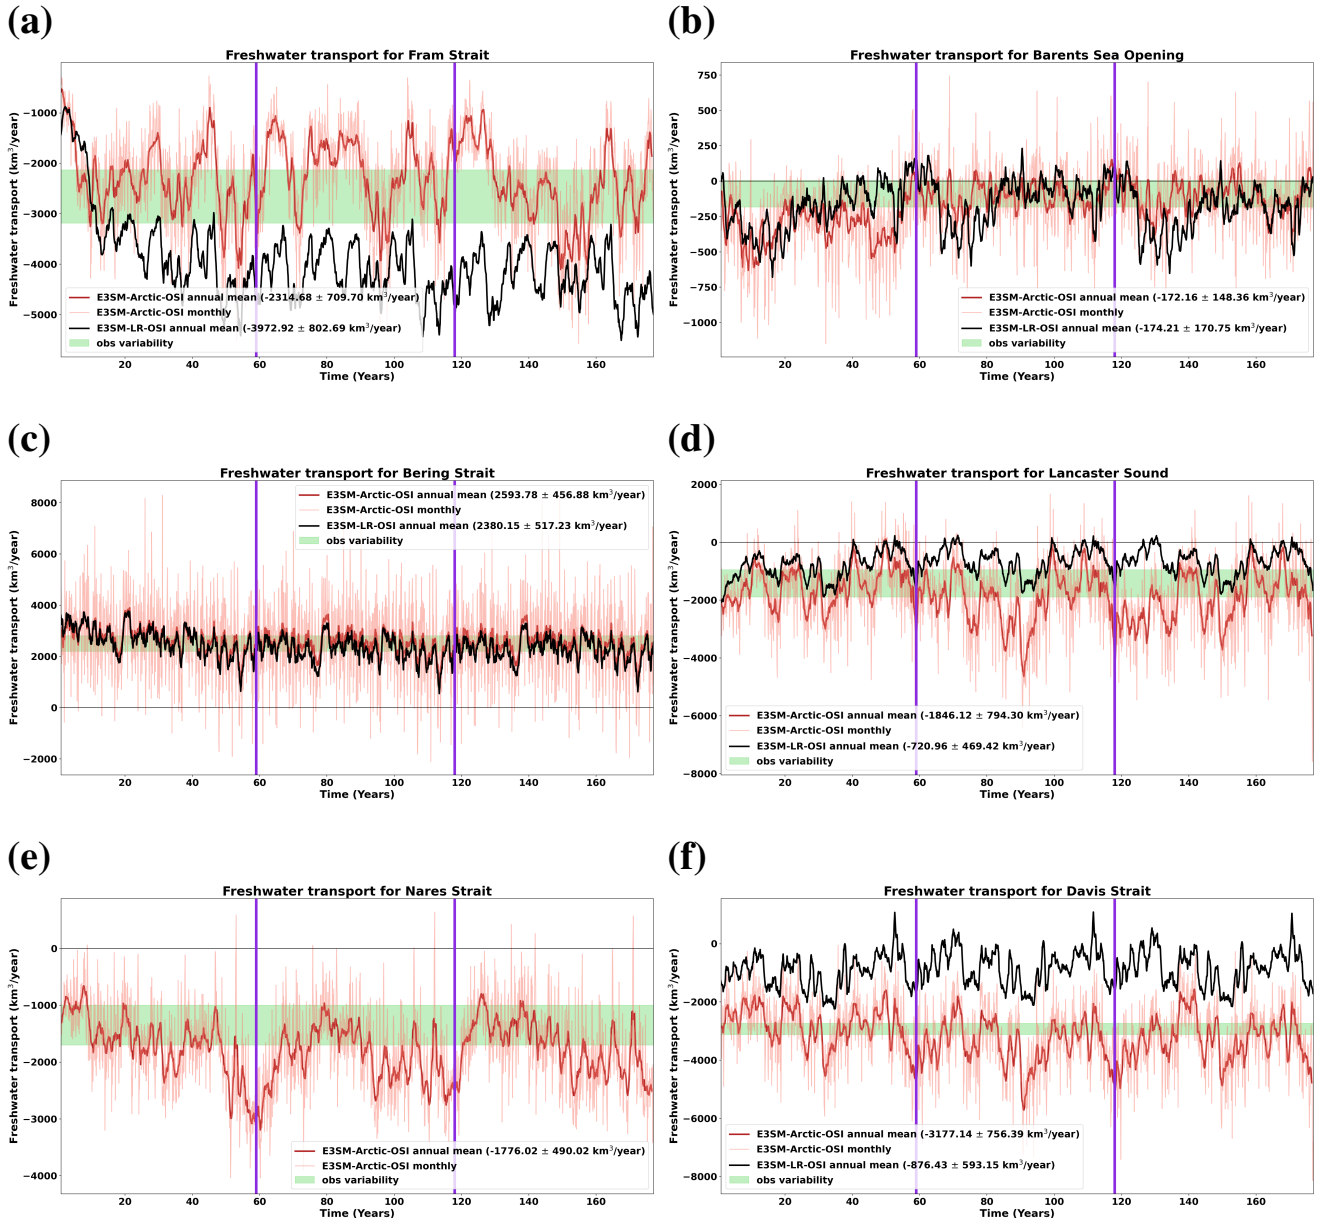 (a)
Freshwater transport for Fram Strait
Freshwater transport (km³/year)
−1000
−2000
−3000
−4000
−5000
E3SM-Arctic-OSI annual mean (-2314.68 ± 709.70 km³/year)
E3SM-Arctic-OSI monthly
E3SM-LR-OSI annual mean (-3972.92 ± 802.69 km³/year)
obs variability
20 40 60 80 100 120 140 160
Time (Years)
(b)
Freshwater transport for Barents Sea Opening
Freshwater transport (km³/year)
750
500
250
0
−250
−500
−750
−1000
E3SM-Arctic-OSI annual mean (-172.16 ± 148.36 km³/year)
E3SM-Arctic-OSI monthly
E3SM-LR-OSI annual mean (-174.21 ± 170.75 km³/year)
obs variability
20 40 60 80 100 120 140 160
Time (Years)
(c)
Freshwater transport for Bering Strait
Freshwater transport (km³/year)
8000
6000
4000
2000
0
−2000
E3SM-Arctic-OSI annual mean (2593.78 ± 456.88 km³/year)
E3SM-Arctic-OSI monthly
E3SM-LR-OSI annual mean (2380.15 ± 517.23 km³/year)
obs variability
20 40 60 80 100 120 140 160
Time (Years)
(d)
Freshwater transport for Lancaster Sound
Freshwater transport (km³/year)
2000
0
−2000
−4000
−6000
−8000
E3SM-Arctic-OSI annual mean (-1846.12 ± 794.30 km³/year)
E3SM-Arctic-OSI monthly
E3SM-LR-OSI annual mean (-720.96 ± 469.42 km³/year)
obs variability
20 40 60 80 100 120 140 160
Time (Years)
(e)
Freshwater transport for Nares Strait
Freshwater transport (km³/year)
0
−1000
−2000
−3000
−4000
E3SM-Arctic-OSI annual mean (-1776.02 ± 490.02 km³/year)
E3SM-Arctic-OSI monthly
obs variability
20 40 60 80 100 120 140 160
Time (Years)
(f)
Freshwater transport for Davis Strait
Freshwater transport (km³/year)
0
−2000
−4000
−6000
−8000
E3SM-Arctic-OSI annual mean (-3177.14 ± 756.39 km³/year)
E3SM-Arctic-OSI monthly
E3SM-LR-OSI annual mean (-876.43 ± 593.15 km³/year)
obs variability
20 40 60 80 100 120 140 160
Time (Years)